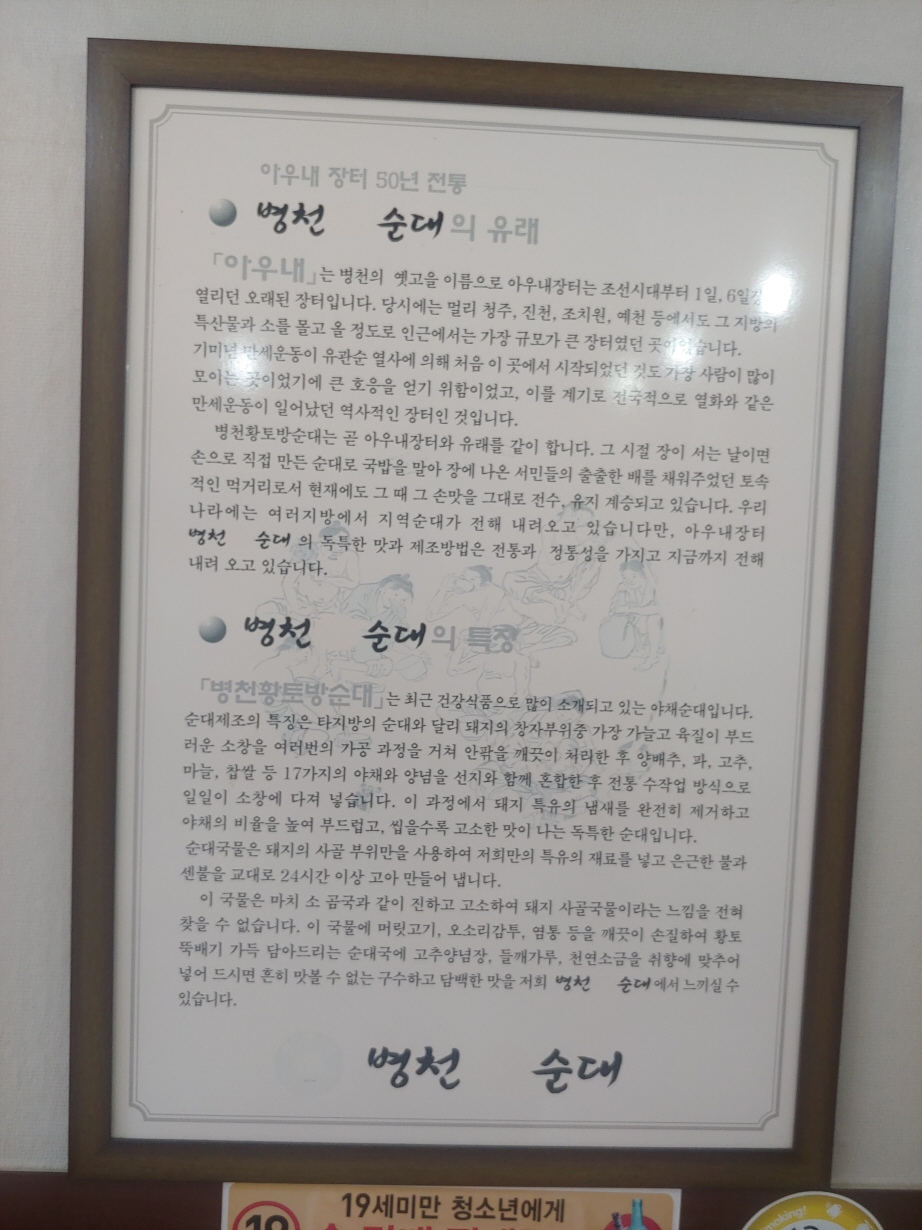 아우내 장터 50년 전통
병천 순대의 유래
「아우내」는 병천의 옛고을 이름으로 아우내장터는 조선시대부터 1일, 6일장
열리던 오래된 장터입니다. 당시에는 멀리 청주, 진천, 조치원, 예천 등에서도 그 지방의
특산물과 소를 몰고 올 정도로 인근에서는 가장 규모가 큰 장터였던 곳이었습니다.
기미년 만세운동이 유관순 열사에 의해 처음 이 곳에서 시작되었던 것도 가장 사람이 많이
모이는 곳이었기에 큰 호응을 얻기 위함이었고, 이를 계기로 전국적으로 열화와 같은
만세운동이 일어났던 역사적인 장터인 것입니다.
병천황토방순대는 곧 아우내장터와 유래를 같이 합니다. 그 시절 장이 서는 날이면
손으로 직접 만든 순대로 국밥을 말아 장에 나온 서민들의 출출한 배를 채워주었던 토속
적인 먹거리로서 현재에도 그 때 그 손맛을 그대로 전수, 유지 계승되고 있습니다. 우리
나라에는 여러지방에서 지역순대가 전해 내려오고 있습니다만, 아우내장터
병천 순대의 독특한 맛과 제조방법은 전통과 정통성을 가지고 지금까지 전해
내려 오고 있습니다.
병천 순대의 특징
「병천황토방순대」는 최근 건강식품으로 많이 소개되고 있는 야채순대입니다.
순대제조의 특징은 타지방의 순대와 달리 돼지의 창자부위중 가장 가늘고 육질이 부드
러운 소창을 여러번의 가공 과정을 거쳐 안팎을 깨끗이 처리한 후 양배추, 파, 고추,
마늘, 찹쌀 등 17가지의 야채와 양념을 선지와 함께 혼합한 후 전통 수작업 방식으로
일일이 소창에 다져 넣습니다. 이 과정에서 돼지 특유의 냄새를 완전히 제거하고
야채의 비율을 높여 부드럽고, 씹을수록 고소한 맛이 나는 독특한 순대입니다.
순대국물은 돼지의 사골 부위만을 사용하여 저희만의 특유의 재료를 넣고 은근한 불과
센불을 교대로 24시간 이상 고아 만들어 냅니다.
이 국물은 마치 소 곰국과 같이 진하고 고소하여 돼지 사골국물이라는 느낌을 전혀
찾을 수 없습니다. 이 국물에 머릿고기, 오소리감투, 염통 등을 깨끗이 손질하여 황토
뚝배기 가득 담아드리는 순대국에 고추양념장, 들깨가루, 천연소금을 취향에 맞추어
넣어 드시면 흔히 맛볼 수 없는 구수하고 담백한 맛을 저희 병천 순대에서 느끼실 수
있습니다.
병천 순대
19세미만 청소년에게
19